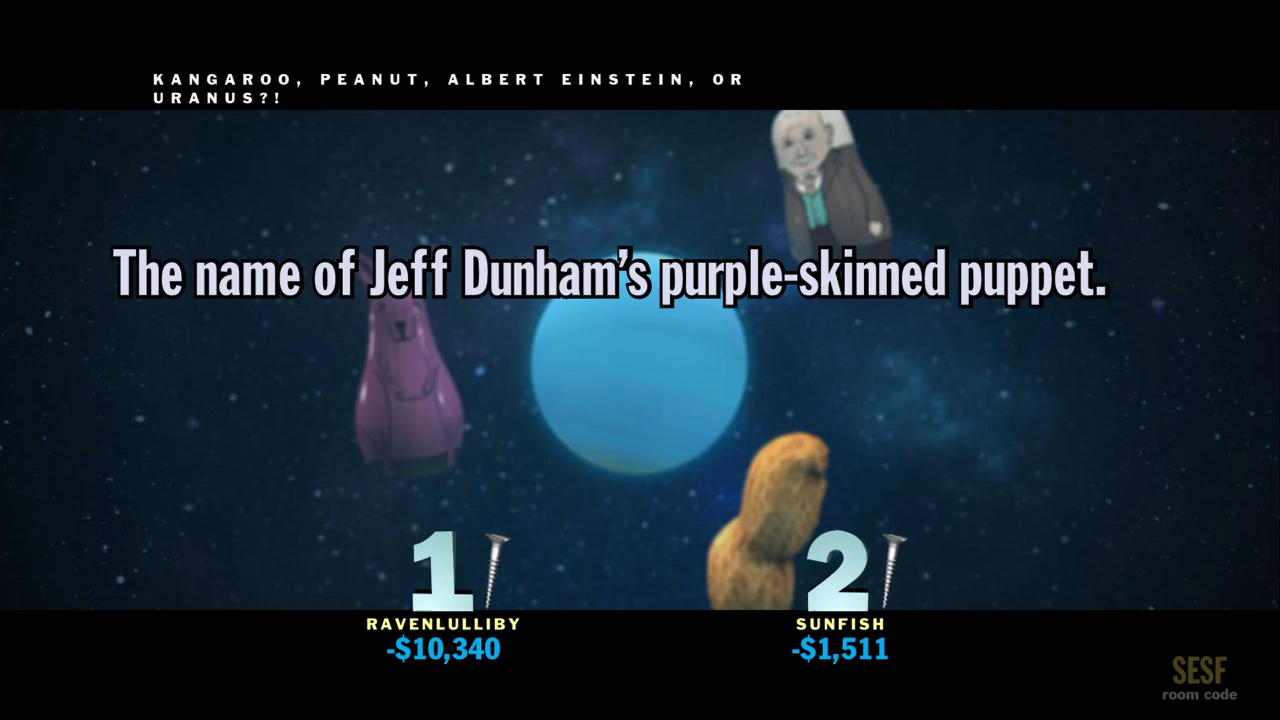 KANGAROO, PEANUT, ALBERT EINSTEIN, OR
URANUS?!
The name of Jeff Dunham's purple-skinned puppet.
1 2
RAVENLULLIBY SUNFISH
-$10,340 -$1,511
SESF
room code